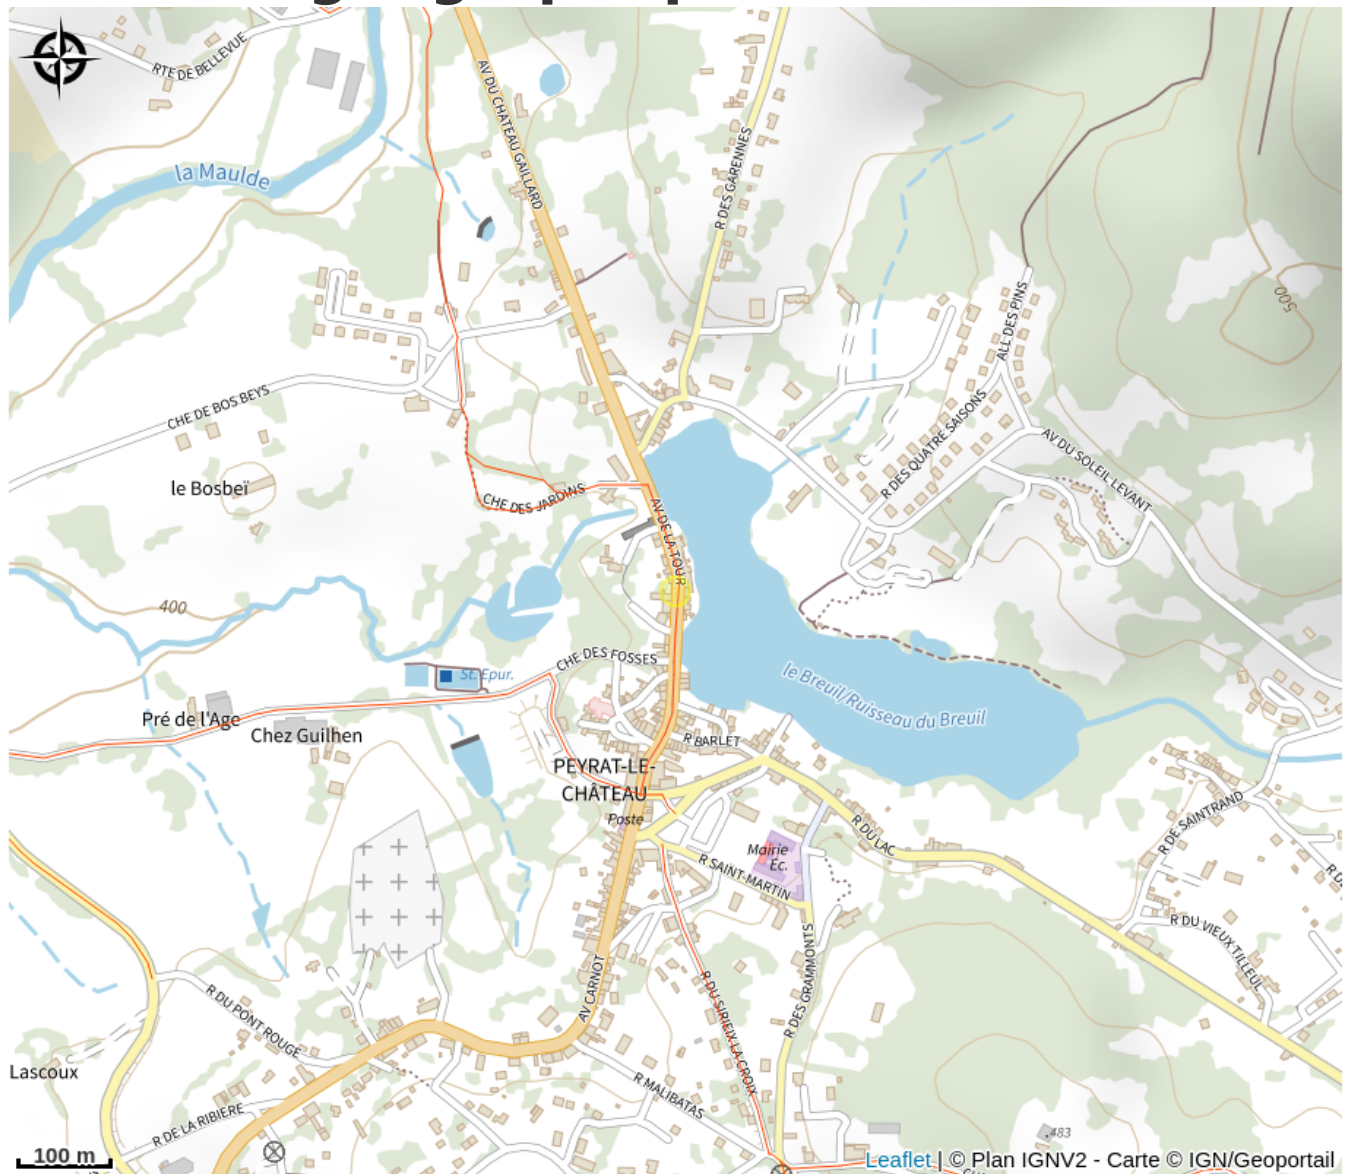 RTE DE BELLEVUE
AV DU CHATEAU GAILLARD
la Maulde
R DES GARENNES
500
ALL DES PINS
CHE DE BOS BEYS
R DES QUATRE SAISONS
AV DU SOLEIL LEVANT
le Bosbeï
CHE DES JARDINS
AV DE LA TOUR
400
CHE DES FOSSES
St. Epur.
le Breuil/Ruisseau du Breuil
Pré de l'Age
Chez Guilhen
R BARLET
PEYRAT-LE-
CHÂTEAU
Poste
R DU LAC
R DE SAINTRAND
Mairie
Éc.
R SAINT-MARTIN
R DU VIEUX TILLEUL
AV CARNOT
R DES GRAMMONTS
R DU SIRIEIX LACROIX
R DU PONT ROUGE
Lascoux
R MALIBATAS
R DE LA RIBIERE
483
100 m
Leaflet | © Plan IGNV2 - Carte © IGN/Geoportail